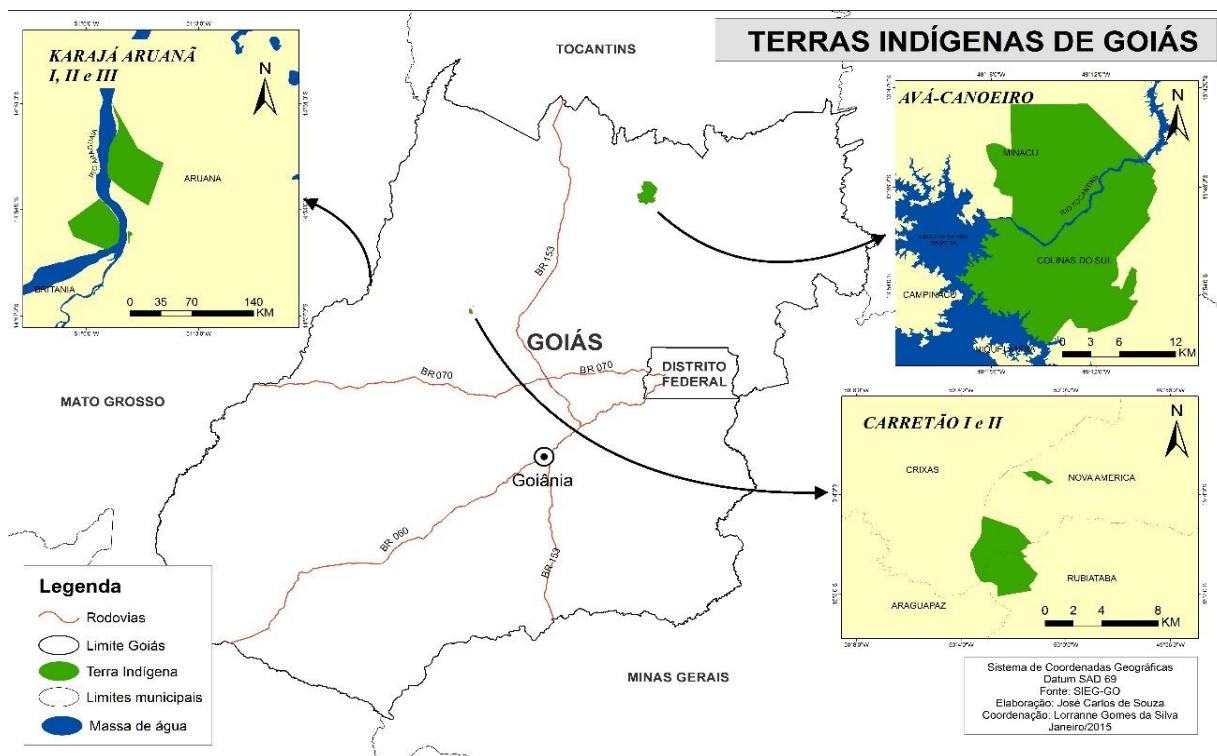 TERRAS INDÍGENAS DE GOIÁS
TOCANTINS
KARAJÁ ARUANÃ
I, II e III
N
RIO ARAGUAIA
ARUANA
BRITANIA
0 35 70 140
KM
AVÁ-CANOEIRO
N
MINACU
RIO TOCANTINS
COLINAS DO SUI
CAMPINACU
0 3 6 12
KM
BR 153
GOIÁS
DISTRITO
FEDERAL
BR 070
BR 070
MATO GROSSO
Goiânia
BR 060
BR 153
MINAS GERAIS
CARRETÃO I e II
N
CRIXAS
NOVA AMERICA
RUBIATABA
ARAGUAPAZ
0 2 4 8
KM
Legenda
Rodovias
Limite Goiás
Terra Indígena
Limites municipais
Massa de água
Sistema de Coordenadas Geográficas
Datum SAD 69
Fonte: SIEG-GO
Elaboração: José Carlos de Souza
Coordenação: Lorranne Gomes da Silva
Janeiro/2015